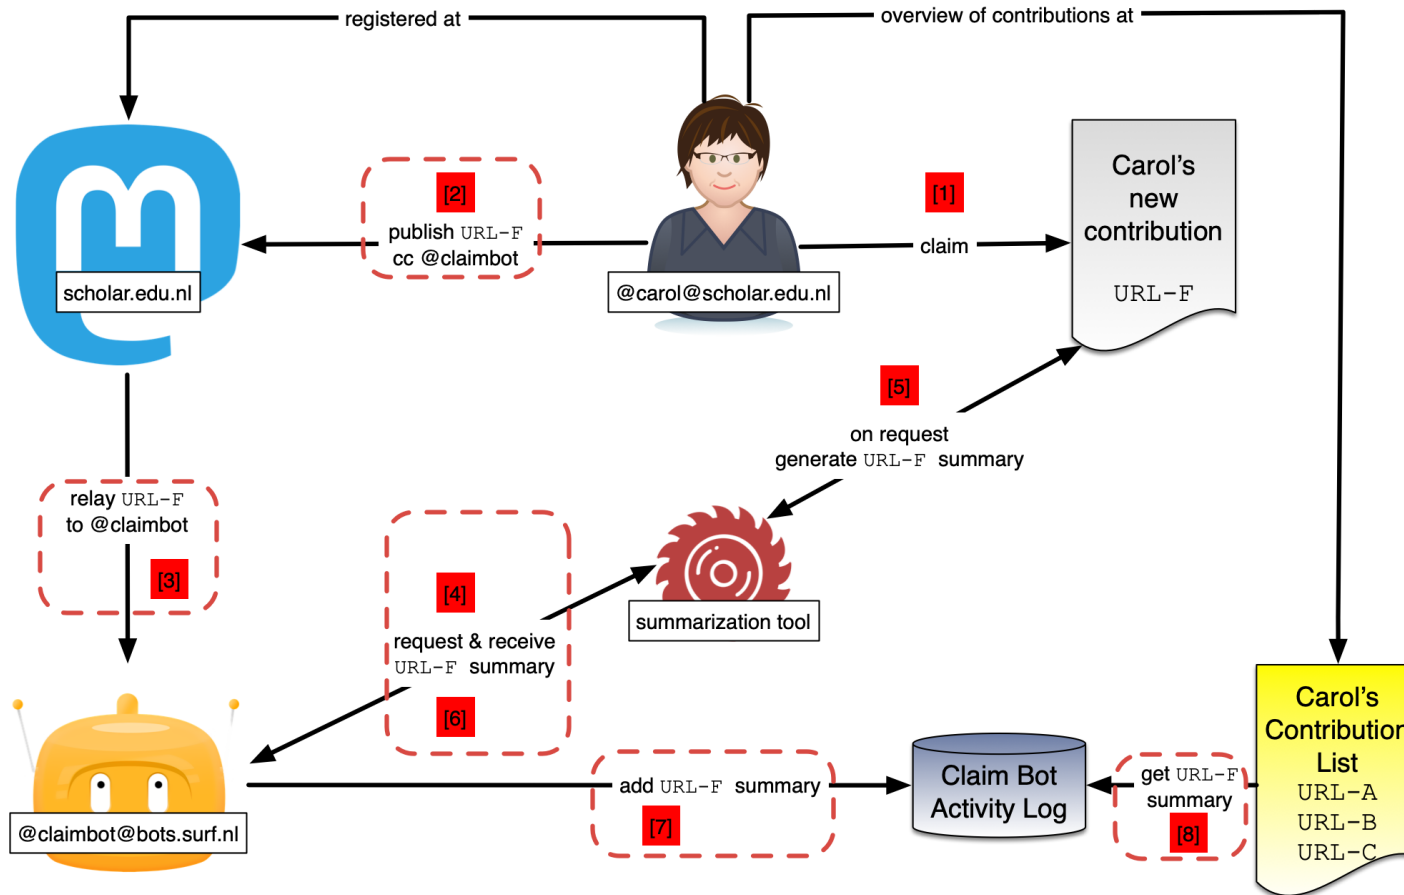 registered at
overview of contributions at
[2]
publish URL-F
cc @claimbot
[1]
claim
Carol's
new
contribution
URL-F
scholar.edu.nl
@carol@scholar.edu.nl
[5]
on request
generate URL-F summary
relay URL-F
to @claimbot
[3]
[4]
request & receive
URL-F summary
[6]
summarization tool
@claimbot@bots.surf.nl
add URL-F summary
[7]
Claim Bot
Activity Log
get URL-F
summary
[8]
Carol's
Contribution
List
URL-A
URL-B
URL-C